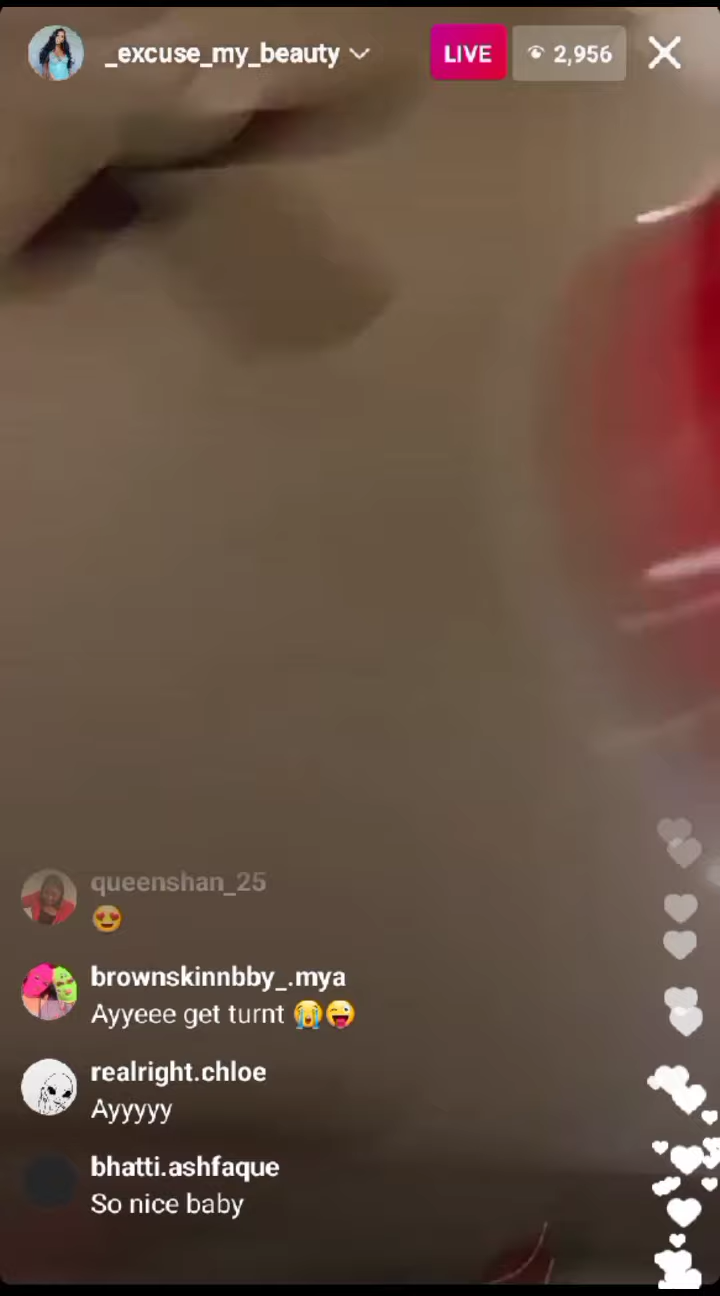 _excuse_my_beauty
LIVE
2,956
queenshan_25
😍
brownskinnbby_.mya
Ayyeee get turnt 😭😜
realright.chloe
Ayyyyy
bhatti.ashfaque
So nice baby